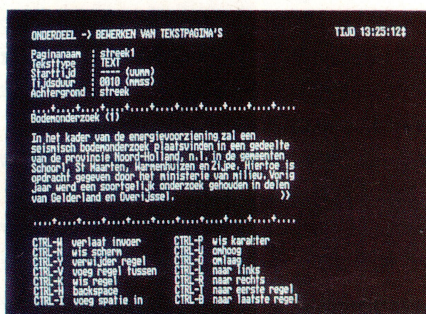 ONDERDEEL -> BEWERKEN VAN TEKSTPAGINA'S TIJD 13:25:12
Paginanaam : streek1
Teksttype : TEXT
Starttijd : ---- (uumm)
Tijdsduur : 0010 (mmss)
Achtergrond : streek
....+....+....+....+....+....+....+....
Bodemonderzoek (1)
In het kader van de energievoorziening zal een
seismisch bodemonderzoek plaatsvinden in een gedeelte
van de provincie Noord-Holland, n.l. in de gemeenten
Schoorl, St Maarten, Warmenhuizen en Zijpe. Hiertoe is
opdracht gegeven door het ministerie van milieu. Vorig
jaar werd een soortgelijk onderzoek gehouden in delen
van Gelderland en Overijssel. >>
....+....+....+....+....+....+....+....
CTRL-W verlaat invoer CTRL-P wis karakter
wis scherm omhoog
CTRL-Y verwijder regel omlaag
CTRL-V voeg regel tussen CTRL-L naar links
CTRL-K wis regel CTRL-R naar rechts
CTRL-H backspace CTRL-T naar eerste regel
CTRL-I voeg spatie in CTRL-B naar laatste regel